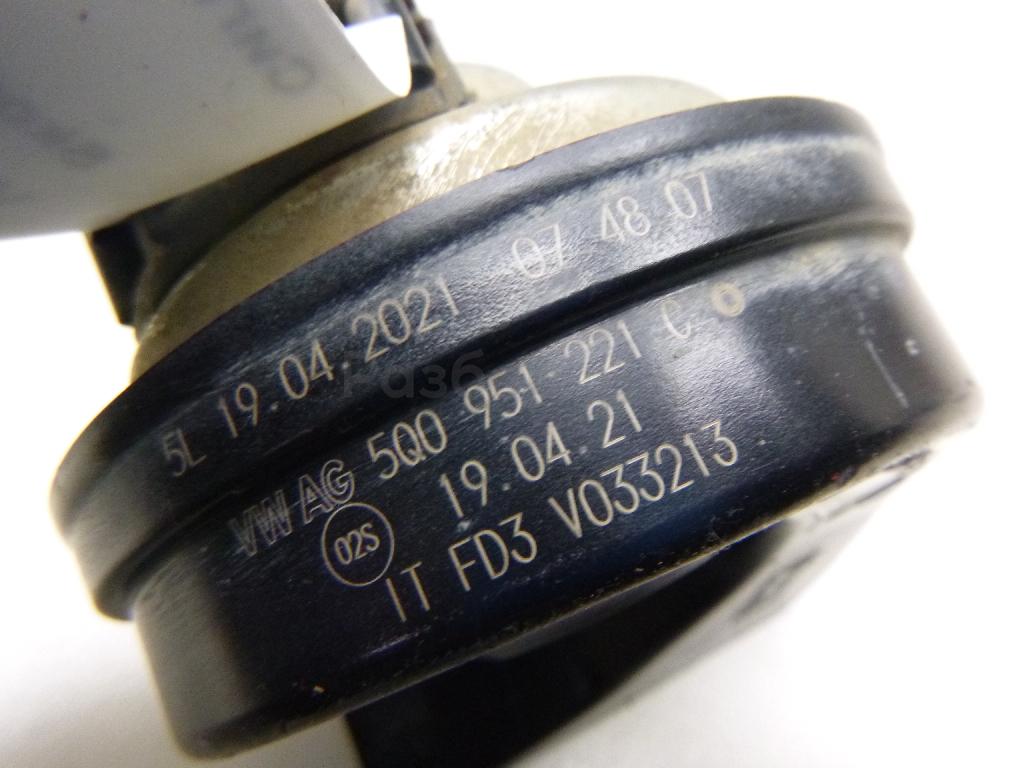 5L 19.04.2021 07 48 07
VW AG 5Q0 951 221 C
02S 19.04.21
IT FD3 V033213